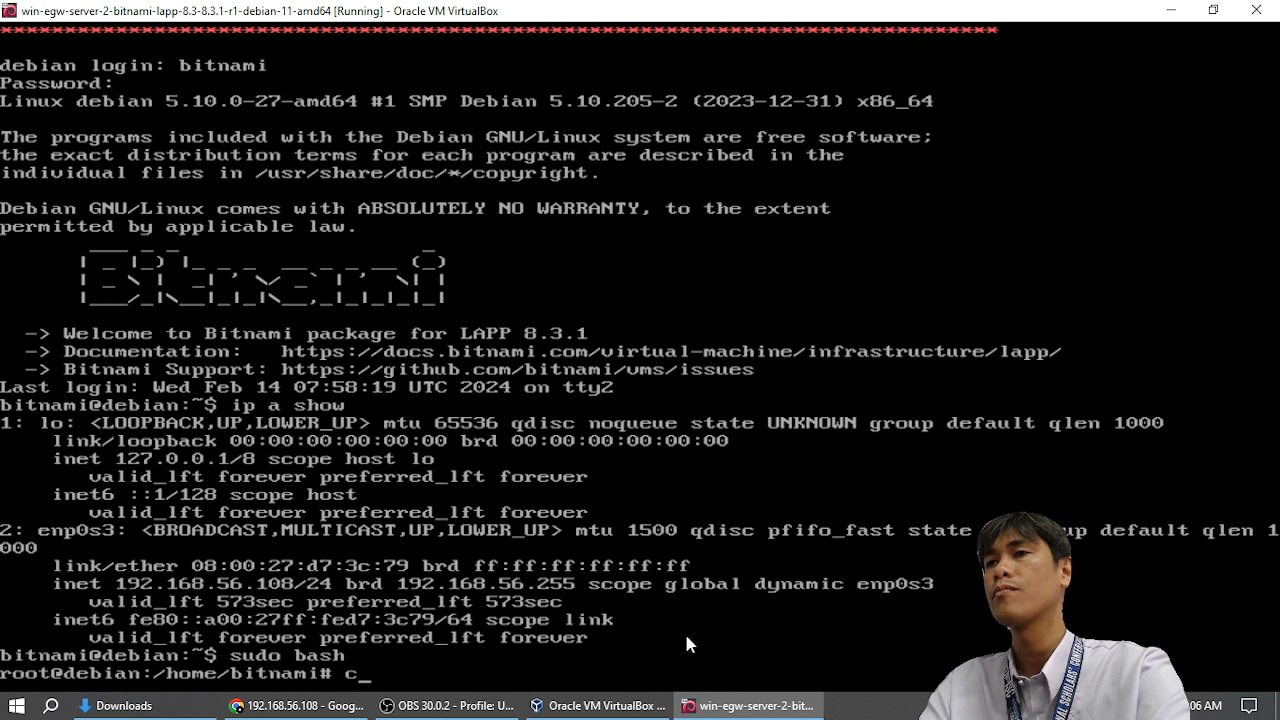 win-egw-server-2-bitnami-lapp-8.3-8.3.1-r1-debian-11-amd64 [Running] - Oracle VM VirtualBox
debian login: bitnami
Password:
Linux debian 5.10.0-27-amd64 #1 SMP Debian 5.10.205-2 (2023-12-31) x86_64
The programs included with the Debian GNU/Linux system are free software;
the exact distribution terms for each program are described in the
individual files in /usr/share/doc/*/copyright.
Debian GNU/Linux comes with ABSOLUTELY NO WARRANTY, to the extent
permitted by applicable law.
Bitnami
-> Welcome to Bitnami package for LAPP 8.3.1
-> Documentation: https://docs.bitnami.com/virtual-machine/infrastructure/lapp/
-> Bitnami Support: https://github.com/bitnami/vms/issues
Last login: Wed Feb 14 07:58:19 UTC 2024 on tty2
bitnami@debian:~$ ip a show
1: lo: <LOOPBACK,UP,LOWER_UP> mtu 65536 qdisc noqueue state UNKNOWN group default qlen 1000
link/loopback 00:00:00:00:00:00 brd 00:00:00:00:00:00
inet 127.0.0.1/8 scope host lo
valid_lft forever preferred_lft forever
inet6 ::1/128 scope host
valid_lft forever preferred_lft forever
2: enp0s3: <BROADCAST,MULTICAST,UP,LOWER_UP> mtu 1500 qdisc pfifo_fast state up default qlen 1
000
link/ether 08:00:27:d7:3c:79 brd ff:ff:ff:ff:ff:ff
inet 192.168.56.108/24 brd 192.168.56.255 scope global dynamic enp0s3
valid_lft 573sec preferred_lft 573sec
inet6 fe80::a00:27ff:fed7:3c79/64 scope link
valid_lft forever preferred_lft forever
bitnami@debian:~$ sudo bash
root@debian:/home/bitnami# c_
Downloads
192.168.56.108 - Goog...
OBS 30.0.2 - Profile: U...
Oracle VM VirtualBox ...
win-egw-server-2-bit...
06 AM